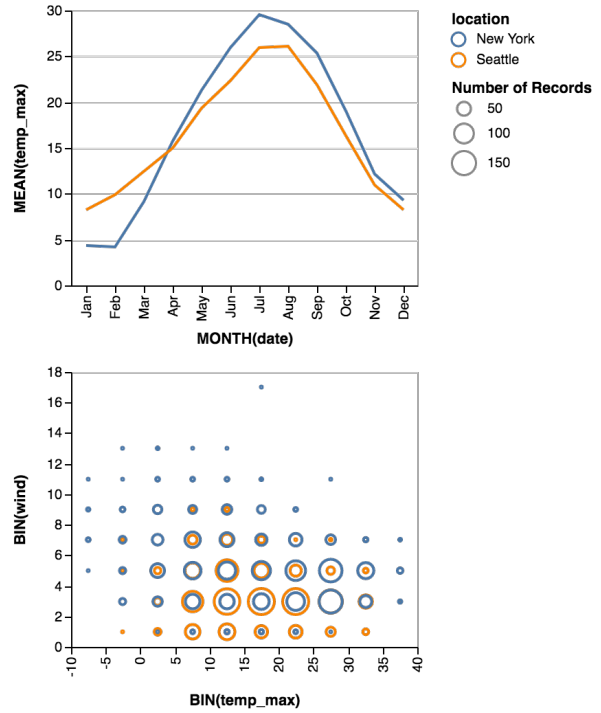 30
25
20
15
10
5
0
MEAN(temp_max)
Jan Feb Mar Apr May Jun Jul Aug Sep Oct Nov Dec
MONTH(date)
location
New York
Seattle
Number of Records
50
100
150
18
16
14
12
10
8
6
4
2
0
BIN(wind)
-10 -5 0 5 10 15 20 25 30 35 40
BIN(temp_max)